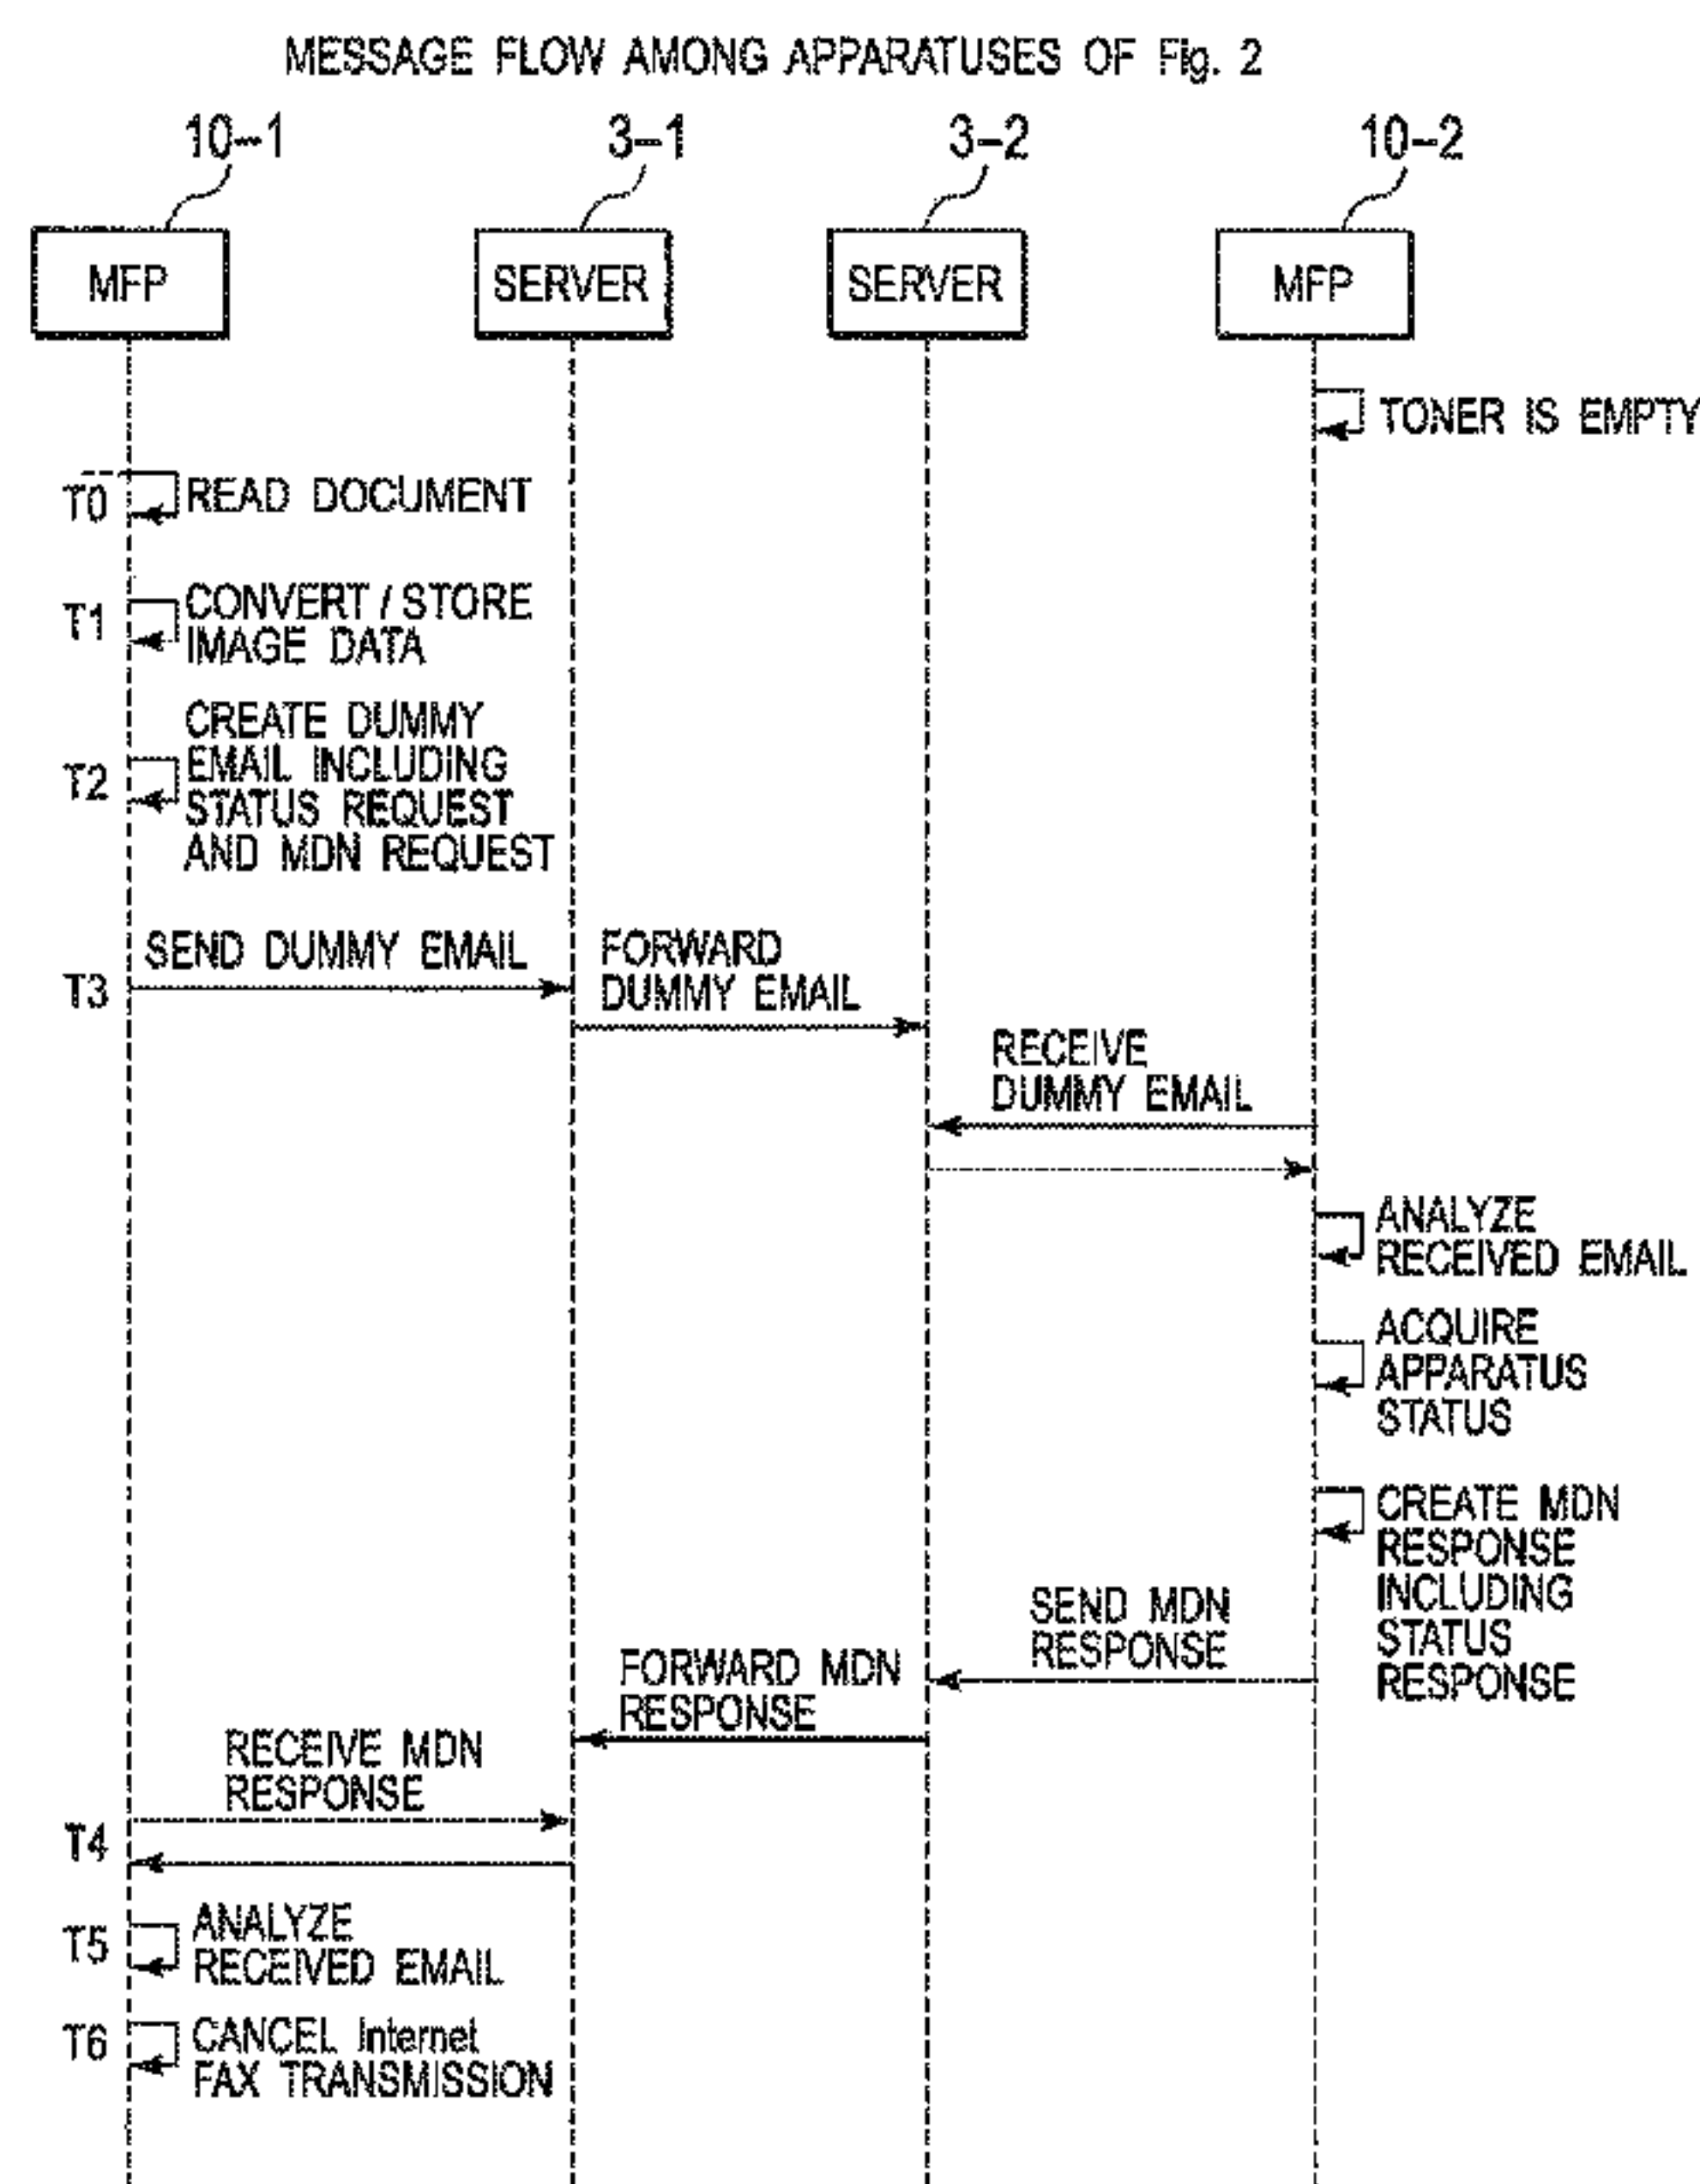 MESSAGE FLOW AMONG APPARATUSES OF Fig. 2
10-1
3-1
3-2
10-2
MFP
SERVER
SERVER
MFP
TONER IS EMPTY
T0
READ DOCUMENT
T1
CONVERT / STORE
IMAGE DATA
T2
CREATE DUMMY
EMAIL INCLUDING
STATUS REQUEST
AND MDN REQUEST
T3
SEND DUMMY EMAIL
FORWARD
DUMMY EMAIL
RECEIVE
DUMMY EMAIL
ANALYZE
RECEIVED EMAIL
ACQUIRE
APPARATUS
STATUS
CREATE MDN
RESPONSE
INCLUDING
STATUS
RESPONSE
SEND MDN
RESPONSE
FORWARD MDN
RESPONSE
RECEIVE MDN
RESPONSE
T4
T5
ANALYZE
RECEIVED EMAIL
T6
CANCEL Internet
FAX TRANSMISSION